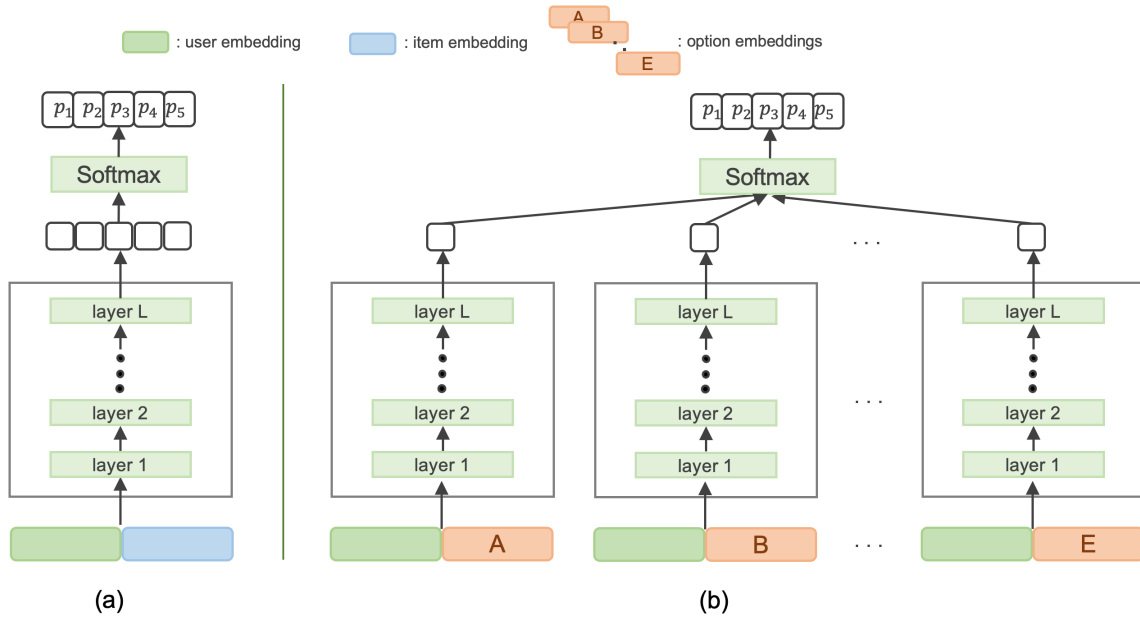 : user embedding
: item embedding
A
B
E
: option embeddings
p₁ p₂ p₃ p₄ p₅
Softmax
layer L
layer 2
layer 1
(a)
p₁ p₂ p₃ p₄ p₅
Softmax
. . .
layer L layer L layer L
layer 2 layer 2 . . . layer 2
layer 1 layer 1 layer 1
A B . . . E
(b)